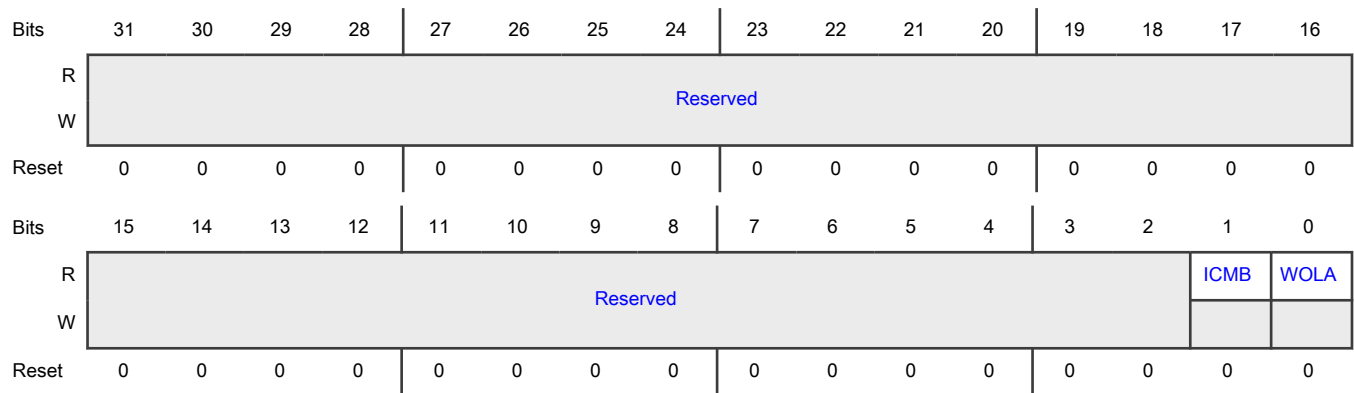 Bits 31 30 29 28 27 26 25 24 23 22 21 20 19 18 17 16
R
Reserved
W
Reset 0 0 0 0 0 0 0 0 0 0 0 0 0 0 0 0
Bits 15 14 13 12 11 10 9 8 7 6 5 4 3 2 1 0
R ICMB WOLA
Reserved
W
Reset 0 0 0 0 0 0 0 0 0 0 0 0 0 0 0 0